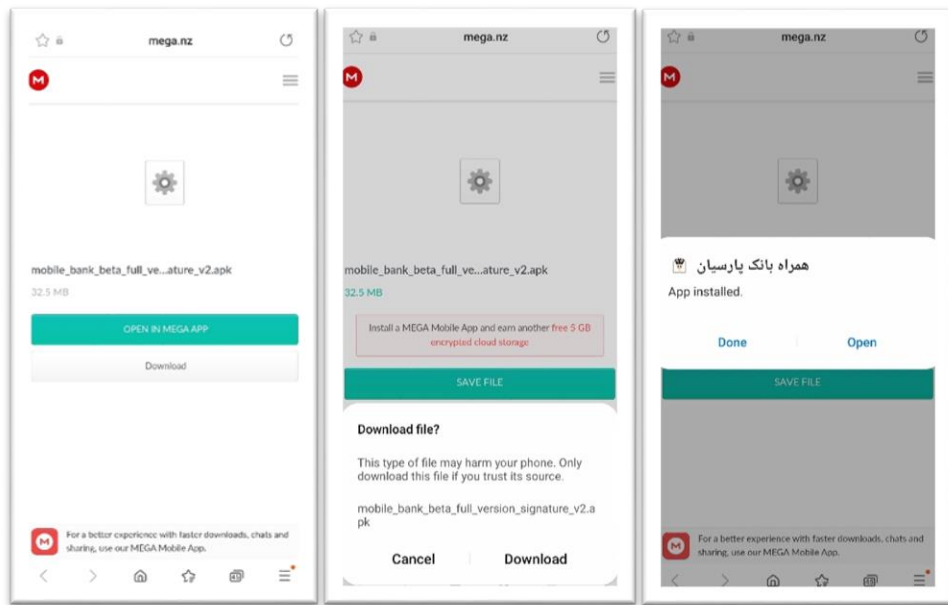 mega.nz
M
mobile_bank_beta_full_ve...ature_v2.apk
32.5 MB
OPEN IN MEGA APP
Download
M
For a better experience with faster downloads, chats and
sharing, use our MEGA Mobile App.
mega.nz
M
mobile_bank_beta_full_ve...ature_v2.apk
32.5 MB
Install a MEGA Mobile App and earn another free 5 GB
encrypted cloud storage
SAVE FILE
Download file?
This type of file may harm your phone. Only
download this file if you trust its source.
mobile_bank_beta_full_version_signature_v2.a
pk
Cancel Download
mega.nz
M
همراه بانک پارسیان
App installed.
Done Open
SAVE FILE
M
For a better experience with faster downloads, chats and
sharing, use our MEGA Mobile App.